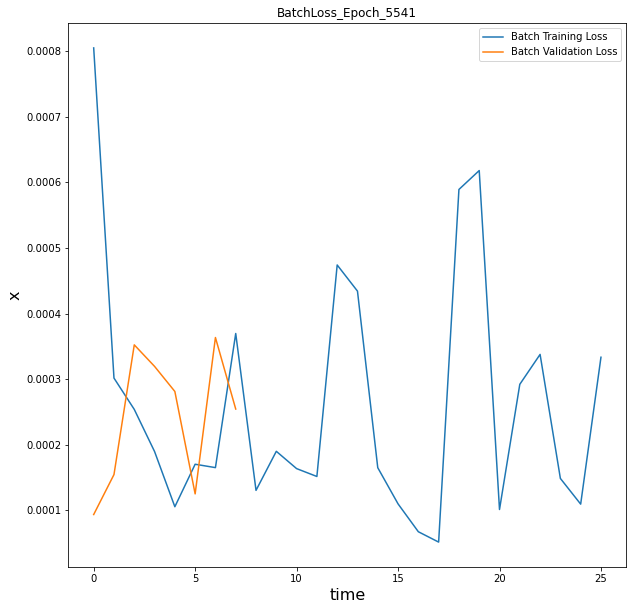 BatchLoss_Epoch_5541
Batch Training Loss
Batch Validation Loss
0.0008
0.0007
0.0006
0.0005
0.0004
0.0003
0.0002
0.0001
x
0 5 10 15 20 25
time